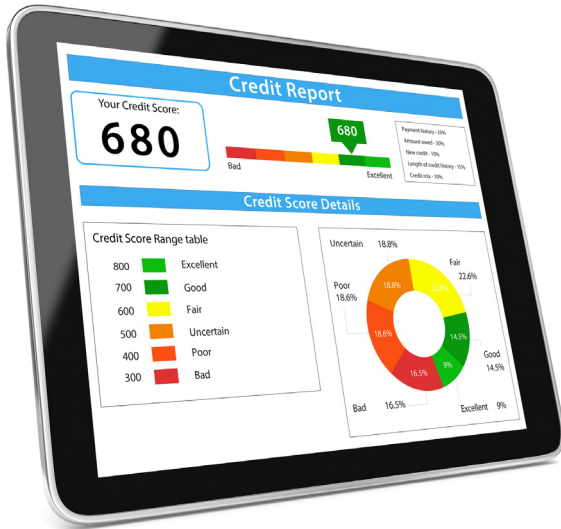 Credit Report
Your Credit Score:
680
680
Bad
Excellent
Payment history - 35%
Amount owed - 30%
New credit - 10%
Length of credit history - 15%
Credit mix - 10%
Credit Score Details
Credit Score Range table
800 Excellent
700 Good
600 Fair
500 Uncertain
400 Poor
300 Bad
Uncertain 18.8%
Fair
22.6%
Poor
18.6%
18.8%
22.6%
18.6%
14.5%
16.5%
9%
Good
14.5%
Bad 16.5%
Excellent 9%